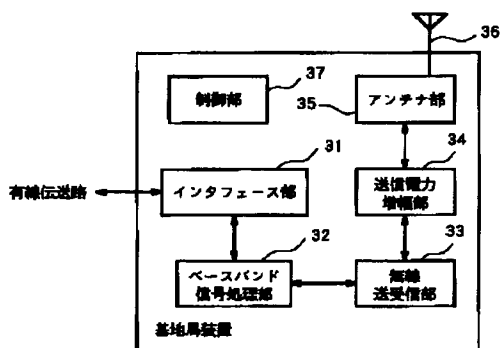 36
37
制御部
35
アンテナ部
31
34
有線伝送路
インタフェース部
送信電力
増幅部
32
33
ベースバンド
信号処理部
無線
送受信部
基地局装置